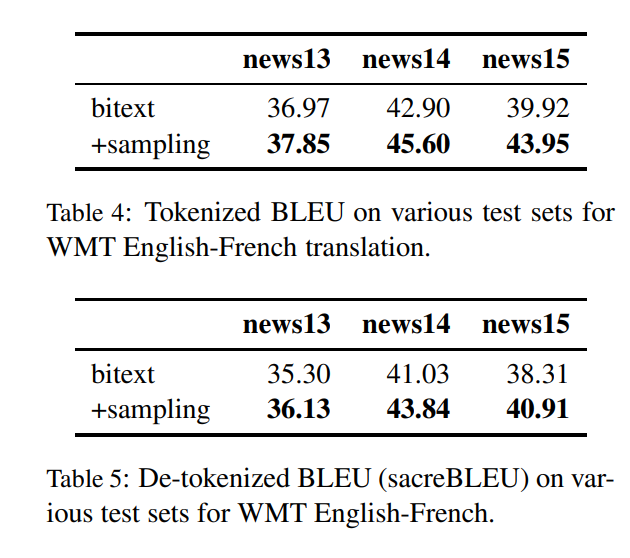 news13 news14 news15
bitext 36.97 42.90 39.92
+sampling 37.85 45.60 43.95
Table 4: Tokenized BLEU on various test sets for
WMT English-French translation.
news13 news14 news15
bitext 35.30 41.03 38.31
+sampling 36.13 43.84 40.91
Table 5: De-tokenized BLEU (sacreBLEU) on var-
ious test sets for WMT English-French.